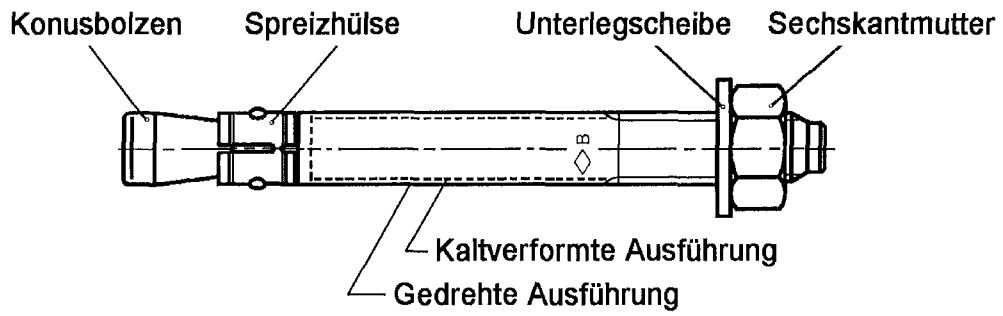 Konusbolzen Spreizhülse Unterlegscheibe Sechskantmutter
B
Kaltverformte Ausführung
Gedrehte Ausführung